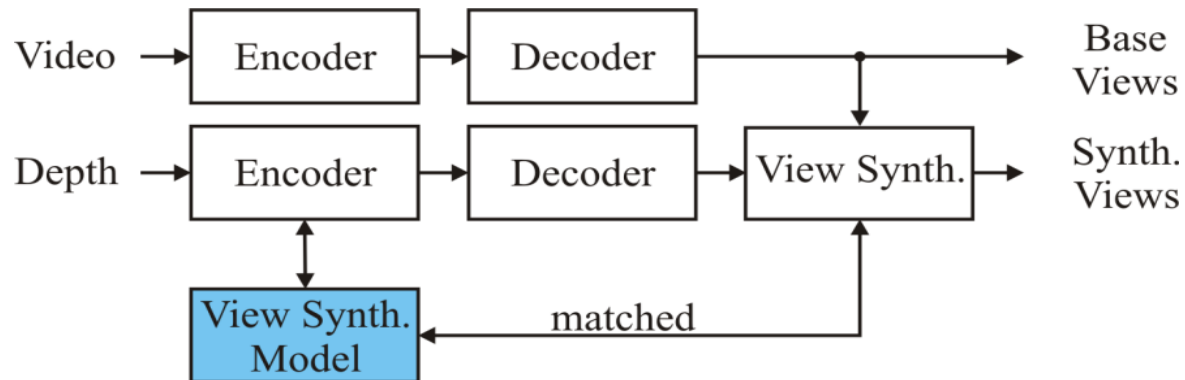 Video
Encoder
Decoder
Base
Views
Depth
Encoder
Decoder
View Synth.
Synth.
Views
View Synth.
Model
matched